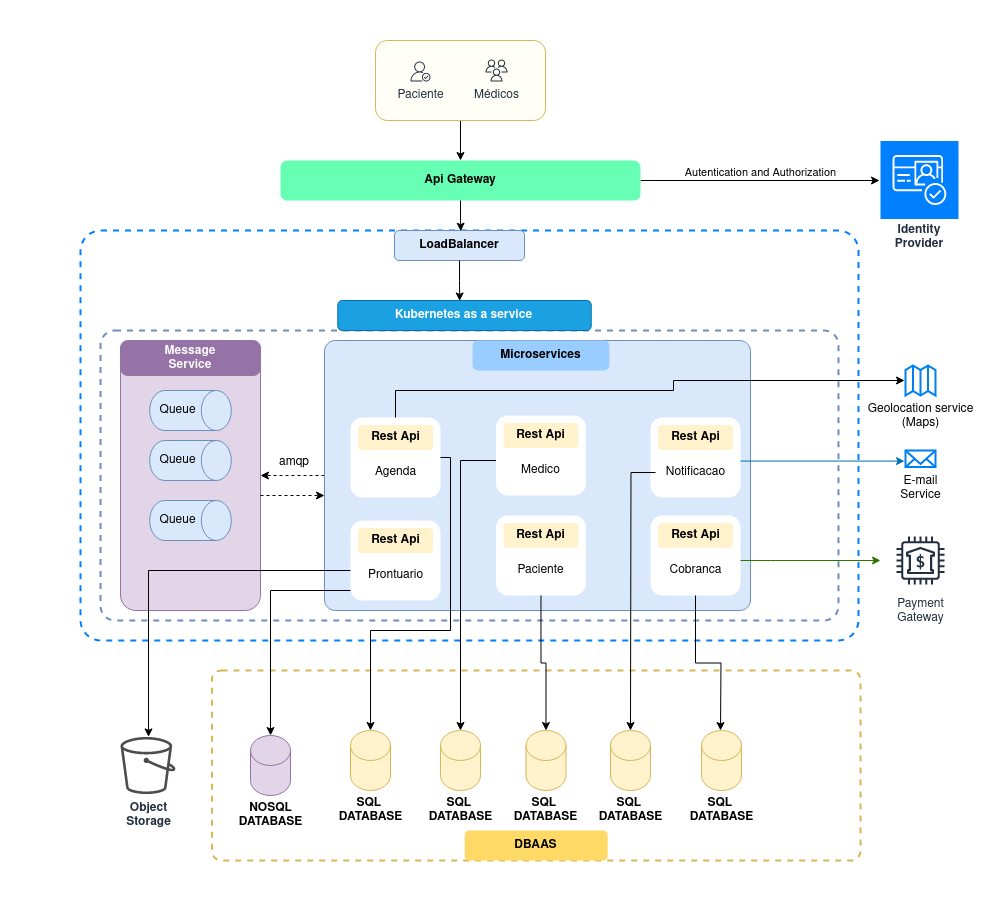 Paciente
Médicos
Api Gateway
Autentication and Authorization
Identity
Provider
LoadBalancer
Kubernetes as a service
Message
Service
Queue
Queue
Queue
amqp
Microservices
Rest Api
Agenda
Rest Api
Medico
Rest Api
Notificacao
Rest Api
Prontuario
Rest Api
Paciente
Rest Api
Cobranca
Geolocation service
(Maps)
E-mail
Service
$
Payment
Gateway
Object
Storage
NOSQL
DATABASE
SQL
DATABASE
SQL
DATABASE
SQL
DATABASE
SQL
DATABASE
SQL
DATABASE
DBAAS